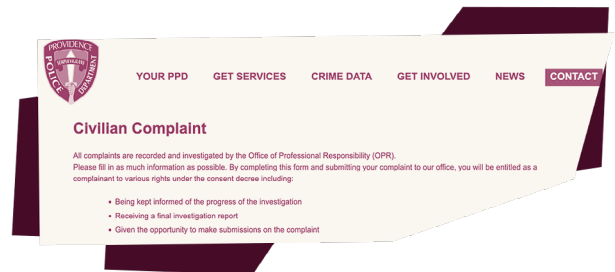 PROVIDENCE
POLICE
DEPARTMENT
YOUR PPD GET SERVICES CRIME DATA GET INVOLVED NEWS CONTACT
Civilian Complaint
All complaints are recorded and investigated by the Office of Professional Responsibility (OPR).
Please fill in as much information as possible. By completing this form and submitting your complaint to our office, you will be entitled as a
complainant to various rights under the consent decree including:
• Being kept informed of the progress of the investigation
• Receiving a final investigation report
• Given the opportunity to make submissions on the complaint